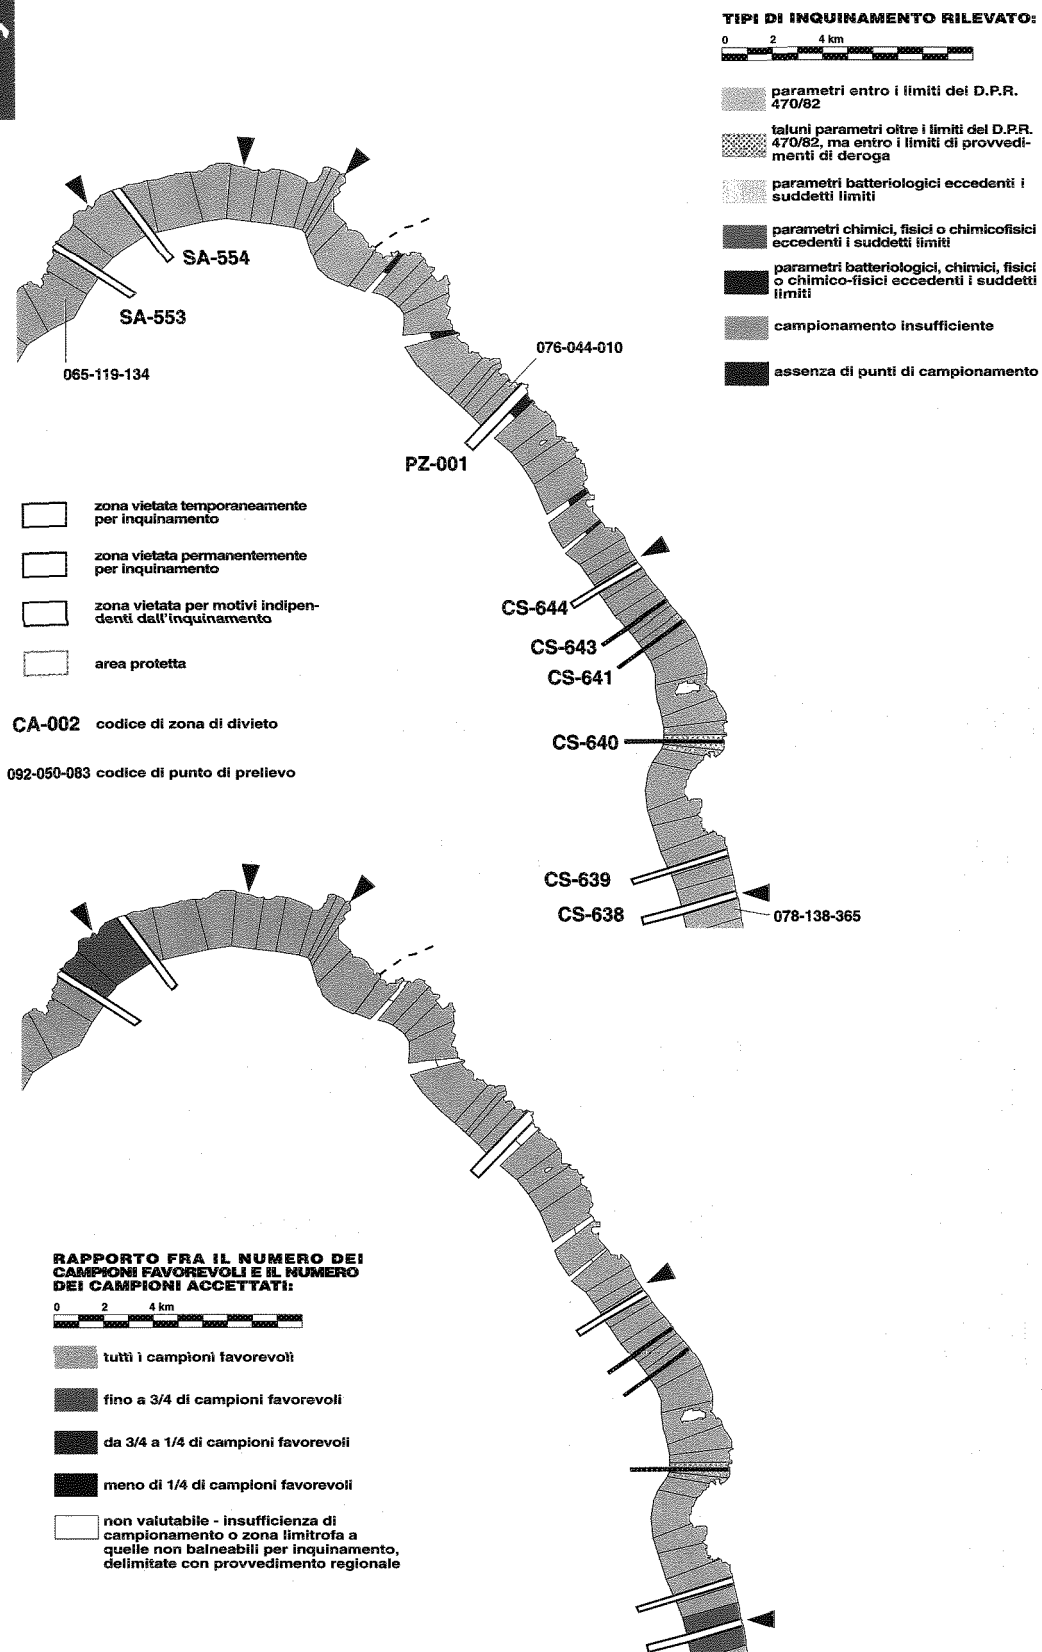 TIPI DI INQUINAMENTO RILEVATO:
0 2 4 km
parametri entro i limiti del D.P.R.
470/82
taluni parametri oltre i limiti del D.P.R.
470/82, ma entro i limiti di provvedi-
menti di deroga
parametri batteriologici eccedenti i
suddetti limiti
parametri chimici, fisici o chimicofisici
eccedenti i suddetti limiti
parametri batteriologici, chimici, fisici
o chimico-fisici eccedenti i suddetti
limiti
campionamento insufficiente
assenza di punti di campionamento
SA-554
SA-553
065-119-134
076-044-010
PZ-001
zona vietata temporaneamente
per inquinamento
zona vietata permanentemente
per inquinamento
zona vietata per motivi indipen-
denti dall'inquinamento
area protetta
CA-002 codice di zona di divieto
092-050-083 codice di punto di prelievo
CS-644
CS-643
CS-641
CS-640
CS-639
CS-638
078-138-365
RAPPORTO FRA IL NUMERO DEI
CAMPIONI FAVOREVOLI E IL NUMERO
DEI CAMPIONI ACCETTATI:
0 2 4 km
tutti i campioni favorevoli
fino a 3/4 di campioni favorevoli
da 3/4 a 1/4 di campioni favorevoli
meno di 1/4 di campioni favorevoli
non valutabile - insufficienza di
campionamento o zona limitrofa a
quelle non balneabili per inquinamento,
delimitate con provvedimento regionale